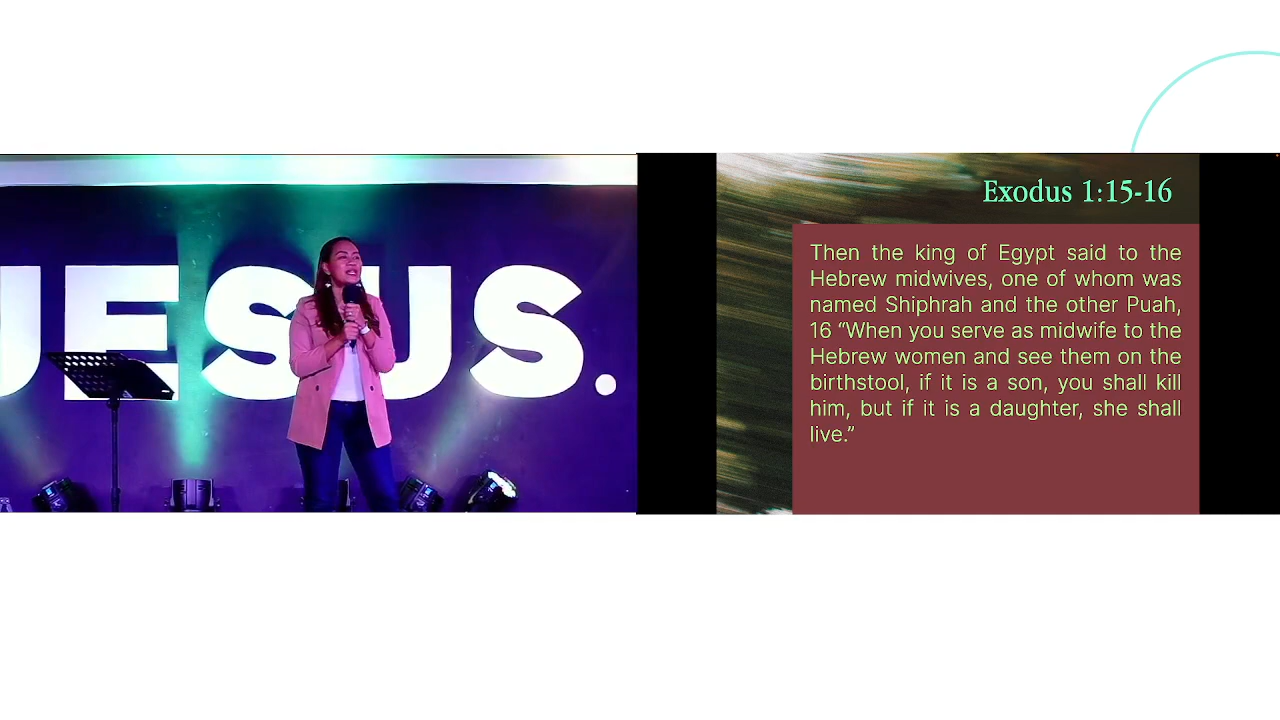 JESUS.
Exodus 1:15-16
Then the king of Egypt said to the
Hebrew midwives, one of whom was
named Shiphrah and the other Puah,
16 “When you serve as midwife to the
Hebrew women and see them on the
birthstool, if it is a son, you shall kill
him, but if it is a daughter, she shall
live.”